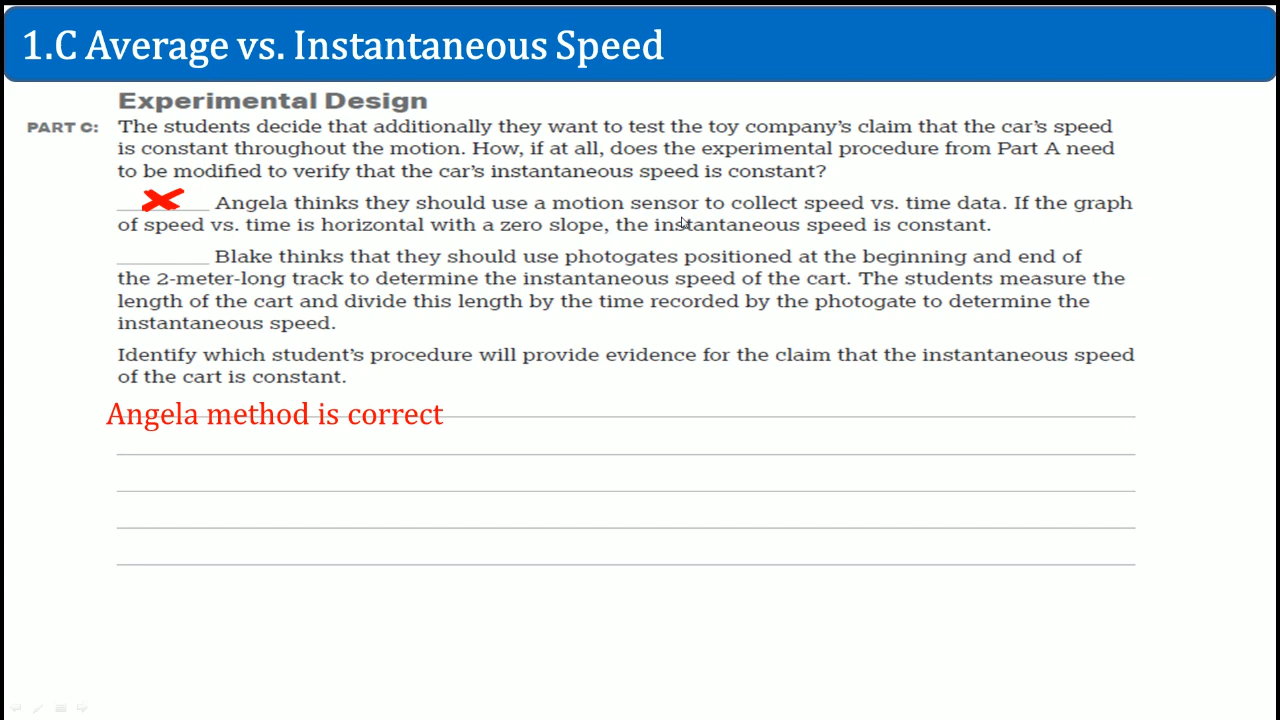 1.C Average vs. Instantaneous Speed
Experimental Design
PART C: The students decide that additionally they want to test the toy company's claim that the car's speed
is constant throughout the motion. How, if at all, does the experimental procedure from Part A need
to be modified to verify that the car's instantaneous speed is constant?
Angela thinks they should use a motion sensor to collect speed vs. time data. If the graph
of speed vs. time is horizontal with a zero slope, the instantaneous speed is constant.
Blake thinks that they should use photogates positioned at the beginning and end of
the 2-meter-long track to determine the instantaneous speed of the cart. The students measure the
length of the cart and divide this length by the time recorded by the photogate to determine the
instantaneous speed.
Identify which student's procedure will provide evidence for the claim that the instantaneous speed
of the cart is constant.
Angela method is correct